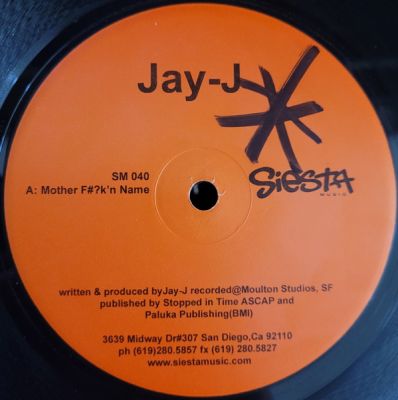 Jay-J
SIESTA
MUSIC
SM 040
A: Mother F#?k'n Name
written & produced byJay-J recorded@Moulton Studios, SF
published by Stopped in Time ASCAP and
Paluka Publishing(BMI)
3639 Midway Dr#307 San Diego,Ca 92110
ph (619)280.5857 fx (619) 280.5827
www.siestamusic.com